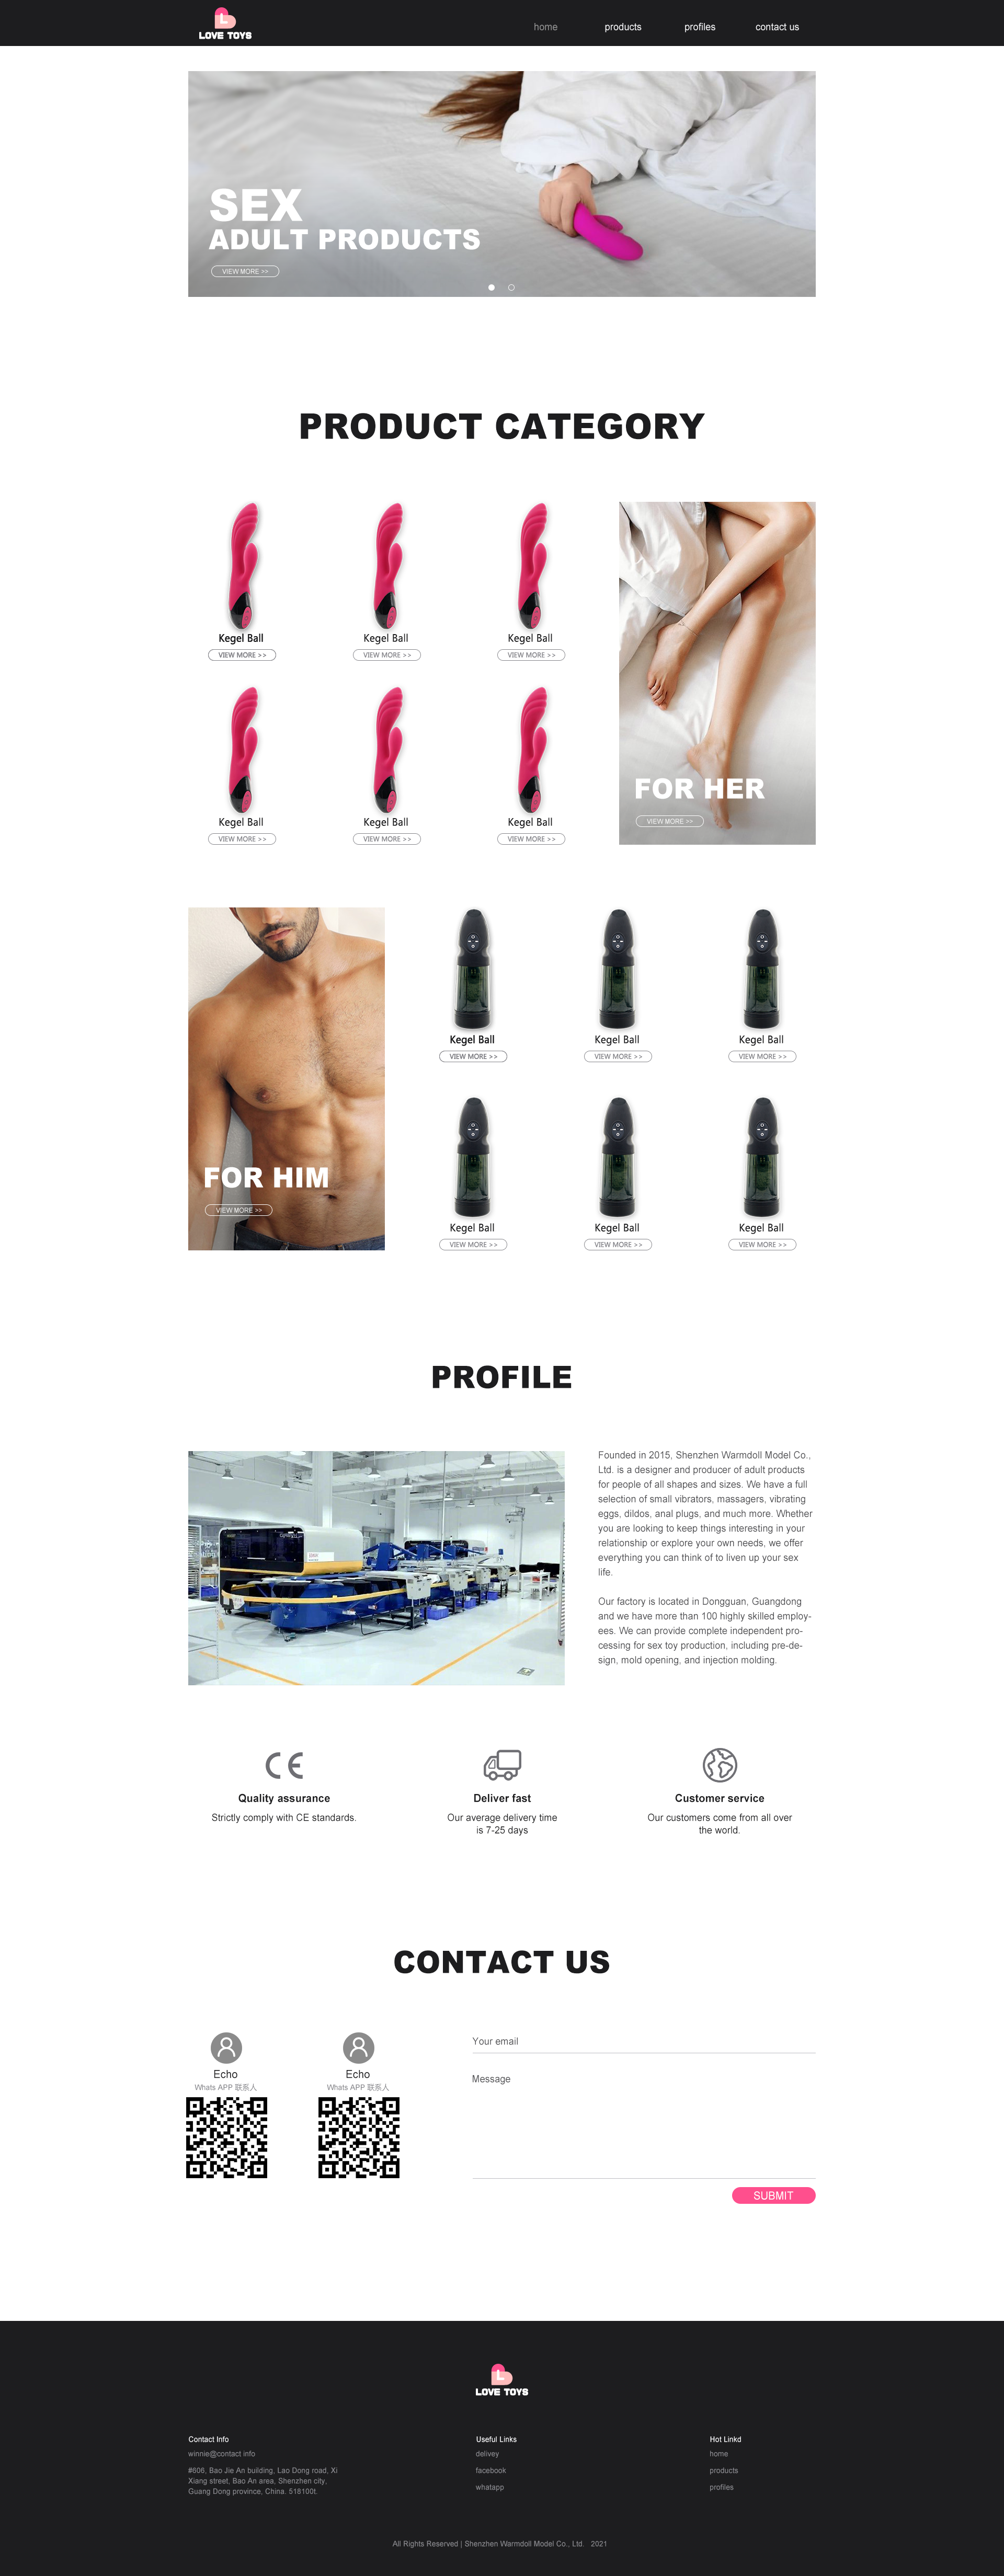 LOVE TOYS
home products profiles contact us
SEX
ADULT PRODUCTS
VIEW MORE >>
PRODUCT CATEGORY
Kegel Ball Kegel Ball Kegel Ball
VIEW MORE >> VIEW MORE >> VIEW MORE >>
Kegel Ball Kegel Ball Kegel Ball
VIEW MORE >> VIEW MORE >> VIEW MORE >>
FOR HER
VIEW MORE >>
FOR HIM
VIEW MORE >>
Kegel Ball Kegel Ball Kegel Ball
VIEW MORE >> VIEW MORE >> VIEW MORE >>
Kegel Ball Kegel Ball Kegel Ball
VIEW MORE >> VIEW MORE >> VIEW MORE >>
PROFILE
Founded in 2015, Shenzhen Warmdoll Model Co.,
Ltd. is a designer and producer of adult products
for people of all shapes and sizes. We have a full
selection of small vibrators, massagers, vibrating
eggs, dildos, anal plugs, and much more. Whether
you are looking to keep things interesting in your
relationship or explore your own needs, we offer
everything you can think of to liven up your sex
life.
Our factory is located in Dongguan, Guangdong
and we have more than 100 highly skilled employ-
ees. We can provide complete independent pro-
cessing for sex toy production, including pre-de-
sign, mold opening, and injection molding.
CE
Quality assurance
Strictly comply with CE standards.
Deliver fast
Our average delivery time
is 7-25 days
Customer service
Our customers come from all over
the world.
CONTACT US
Echo Echo
Whats APP 联系人 Whats APP 联系人
Your email
Message
SUBMIT
LOVE TOYS
Contact Info
winnie@contact info
#606, Bao Jie An building, Lao Dong road, Xi
Xiang street, Bao An area, Shenzhen city,
Guang Dong province, China. 518100t.
Useful Links
delivey
facebook
whatapp
Hot Linkd
home
products
profiles
All Rights Reserved | Shenzhen Warmdoll Model Co., Ltd. 2021